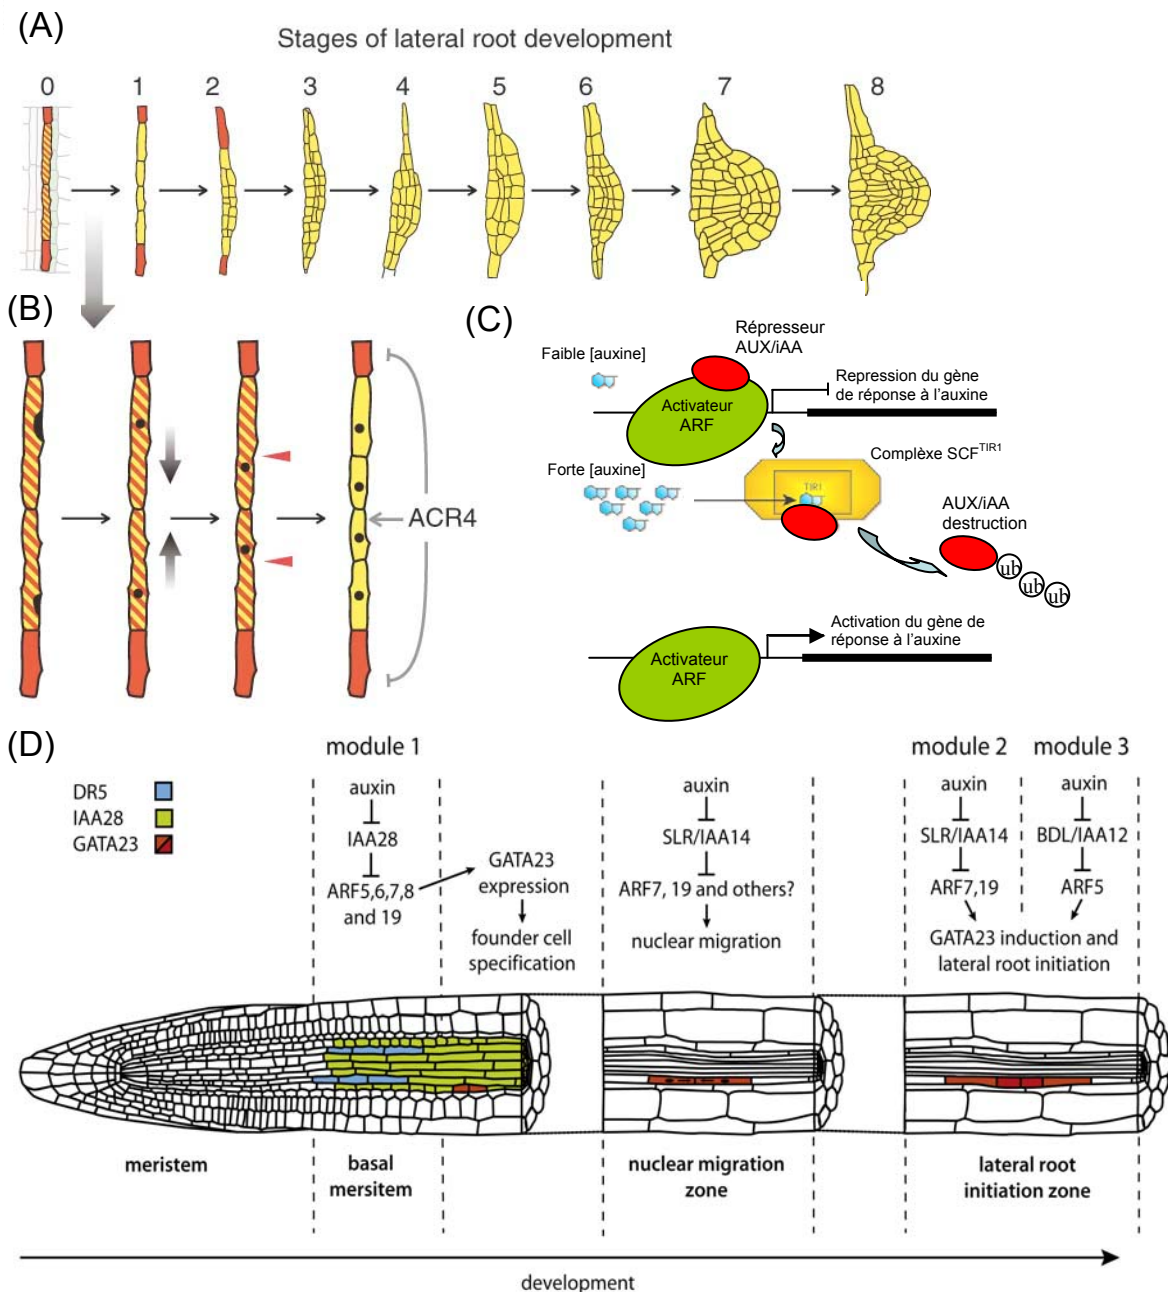 (A)
Stages of lateral root development
0 1 2 3 4 5 6 7 8
(B)
ACR4
(C)
Faible [auxine]
Répresseur
AUX/iAA
Activateur
ARF
Repression du gène
de réponse à l'auxine
Complèxe SCF^TIR1
Forte [auxine]
TIR1
AUX/iAA
destruction
ub
ub
ub
Activation du gène de
réponse à l'auxine
Activateur
ARF
(D)
DR5
IAA28
GATA23
module 1
auxin
IAA28
ARF5,6,7,8
and 19
GATA23
expression
founder cell
specification
auxin
SLR/IAA14
ARF7, 19 and others?
nuclear migration
module 2
auxin
SLR/IAA14
ARF7,19
module 3
auxin
BDL/IAA12
ARF5
GATA23 induction and
lateral root initiation
meristem
basal
mersitem
nuclear migration
zone
lateral root
initiation zone
development